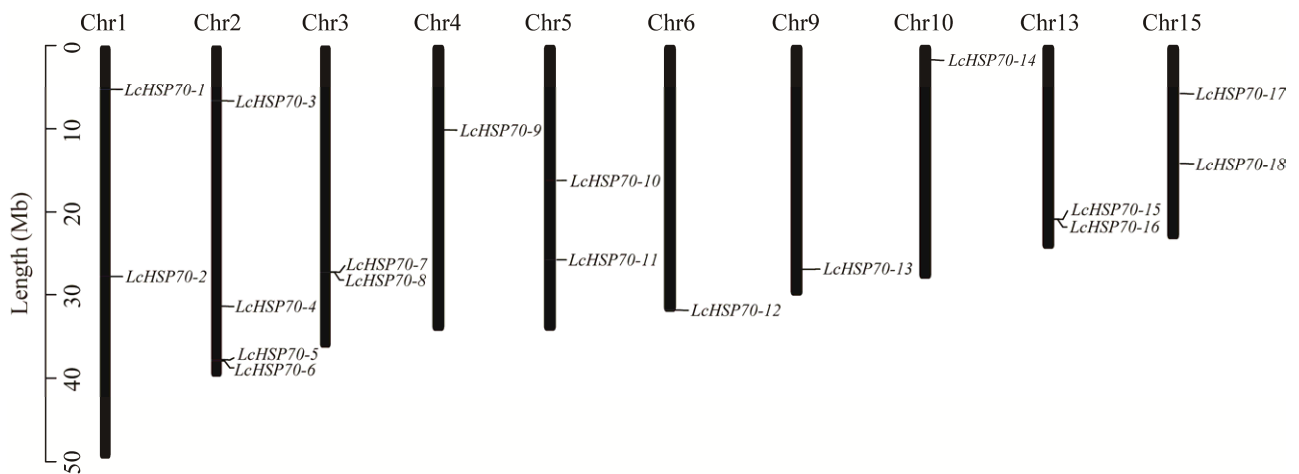 Chr1 Chr2 Chr3 Chr4 Chr5 Chr6 Chr9 Chr10 Chr13 Chr15
Length (Mb)
0
10
20
30
40
50
LcHSP70-1
LcHSP70-2
LcHSP70-3
LcHSP70-4
LcHSP70-5
LcHSP70-6
LcHSP70-7
LcHSP70-8
LcHSP70-9
LcHSP70-10
LcHSP70-11
LcHSP70-12
LcHSP70-13
LcHSP70-14
LcHSP70-15
LcHSP70-16
LcHSP70-17
LcHSP70-18